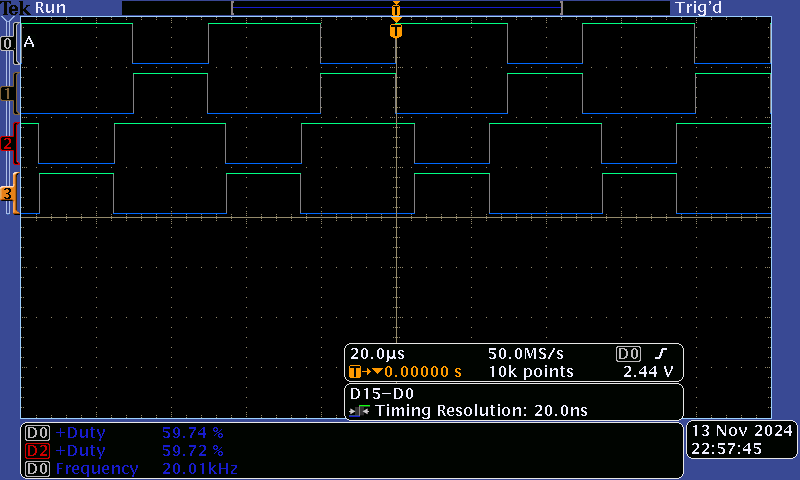 Tek Run Trig'd
T
T
0 A
1
2
3
20.0µs 50.0MS/s D0
T 0.00000 s 10k points 2.44 V
D15-D0
Timing Resolution: 20.0ns
D0 +Duty 59.74 %
D2 +Duty 59.72 %
D0 Frequency 20.01kHz
13 Nov 2024
22:57:45